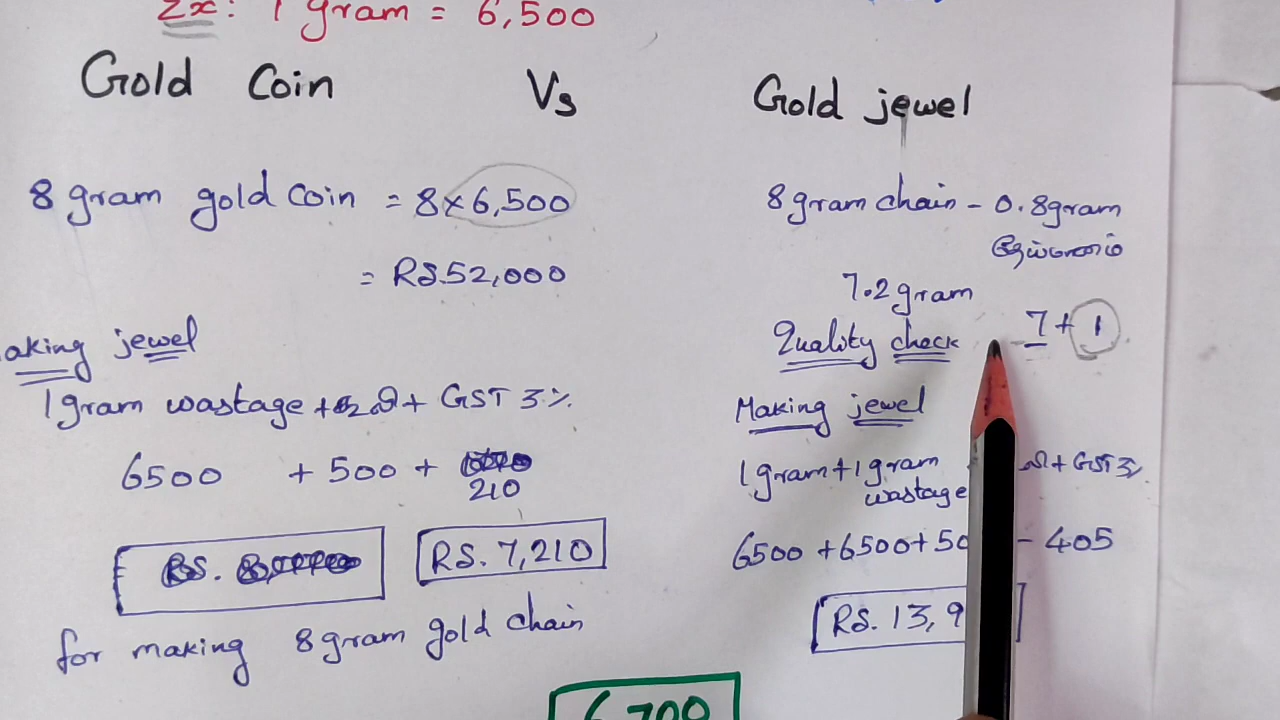 Ex: 1 gram = 6,500
Gold Coin Vs Gold jewel
8 gram gold coin = 8×6,500
= RS.52,000
aking jewel
1 gram wastage + கூலி + GST 3%
6500 + 500 +
210
RS. 7,210
for making 8 gram gold chain
8 gram chain - 0.8 gram
தேய்மானம்
7.2 gram
Quality check 7 + 1
Making jewel
1 gram + 1 gram
wastage
+ GST 3%
6500 + 6500 + 50 - 405
RS. 13,9
6,700